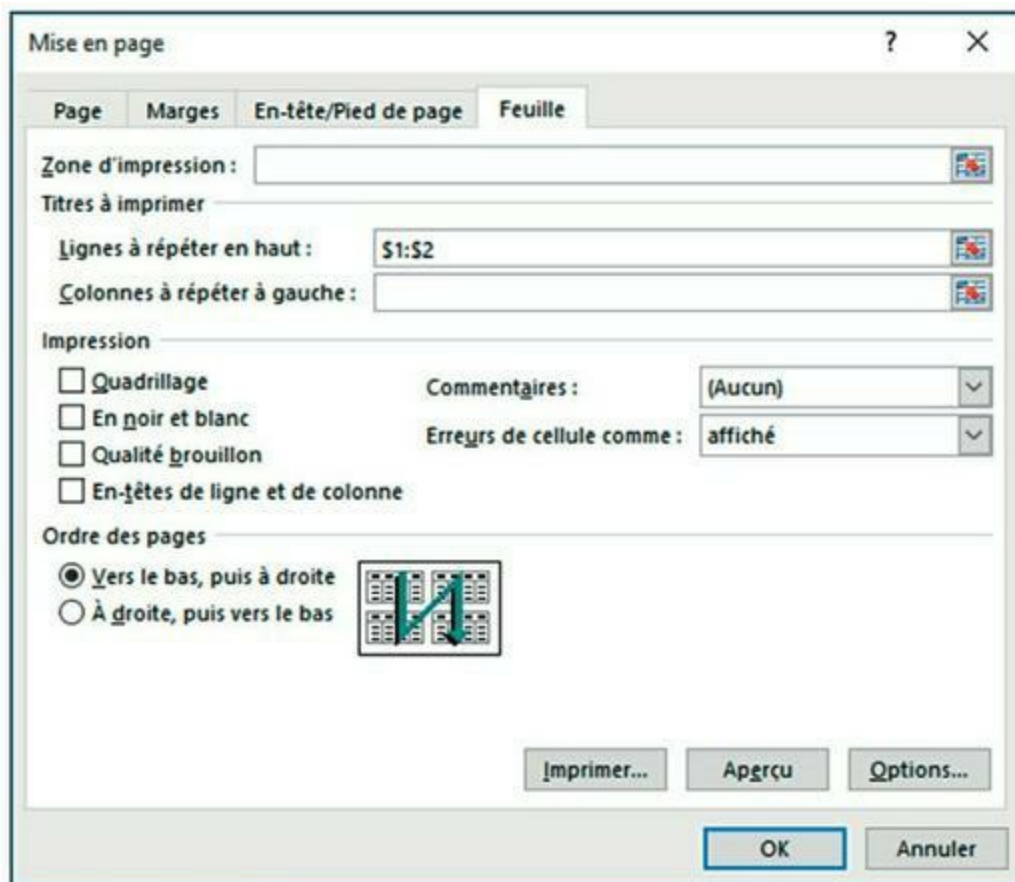 Mise en page ? ×
Page Marges En-tête/Pied de page Feuille
Zone d'impression :
Titres à imprimer
Lignes à répéter en haut : $1:$2
Colonnes à répéter à gauche :
Impression
Quadrillage
En noir et blanc
Qualité brouillon
En-têtes de ligne et de colonne
Commentaires : (Aucun)
Erreurs de cellule comme : affiché
Ordre des pages
Vers le bas, puis à droite
À droite, puis vers le bas
Imprimer... Aperçu Options...
OK Annuler